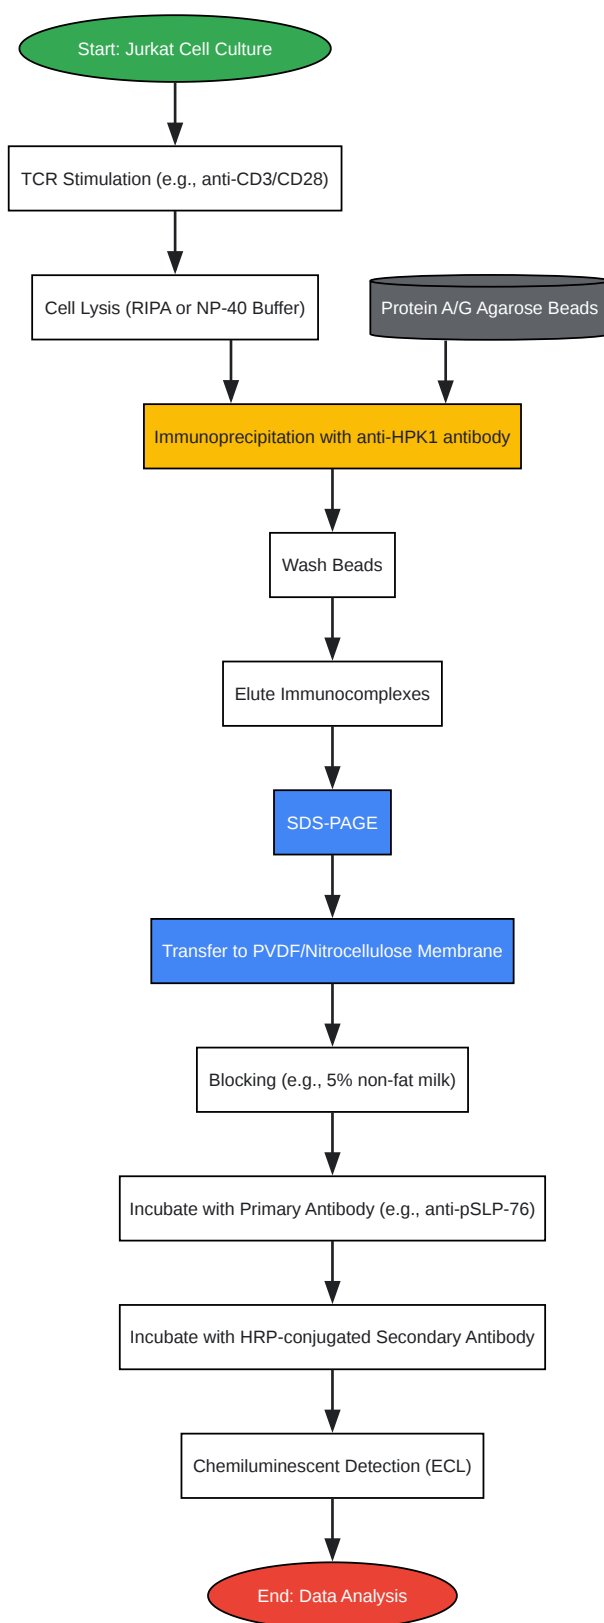 Start: Jurkat Cell Culture
TCR Stimulation (e.g., anti-CD3/CD28)
Cell Lysis (RIPA or NP-40 Buffer)
Protein A/G Agarose Beads
Immunoprecipitation with anti-HPK1 antibody
Wash Beads
Elute Immunocomplexes
SDS-PAGE
Transfer to PVDF/Nitrocellulose Membrane
Blocking (e.g., 5% non-fat milk)
Incubate with Primary Antibody (e.g., anti-pSLP-76)
Incubate with HRP-conjugated Secondary Antibody
Chemiluminescent Detection (ECL)
End: Data Analysis